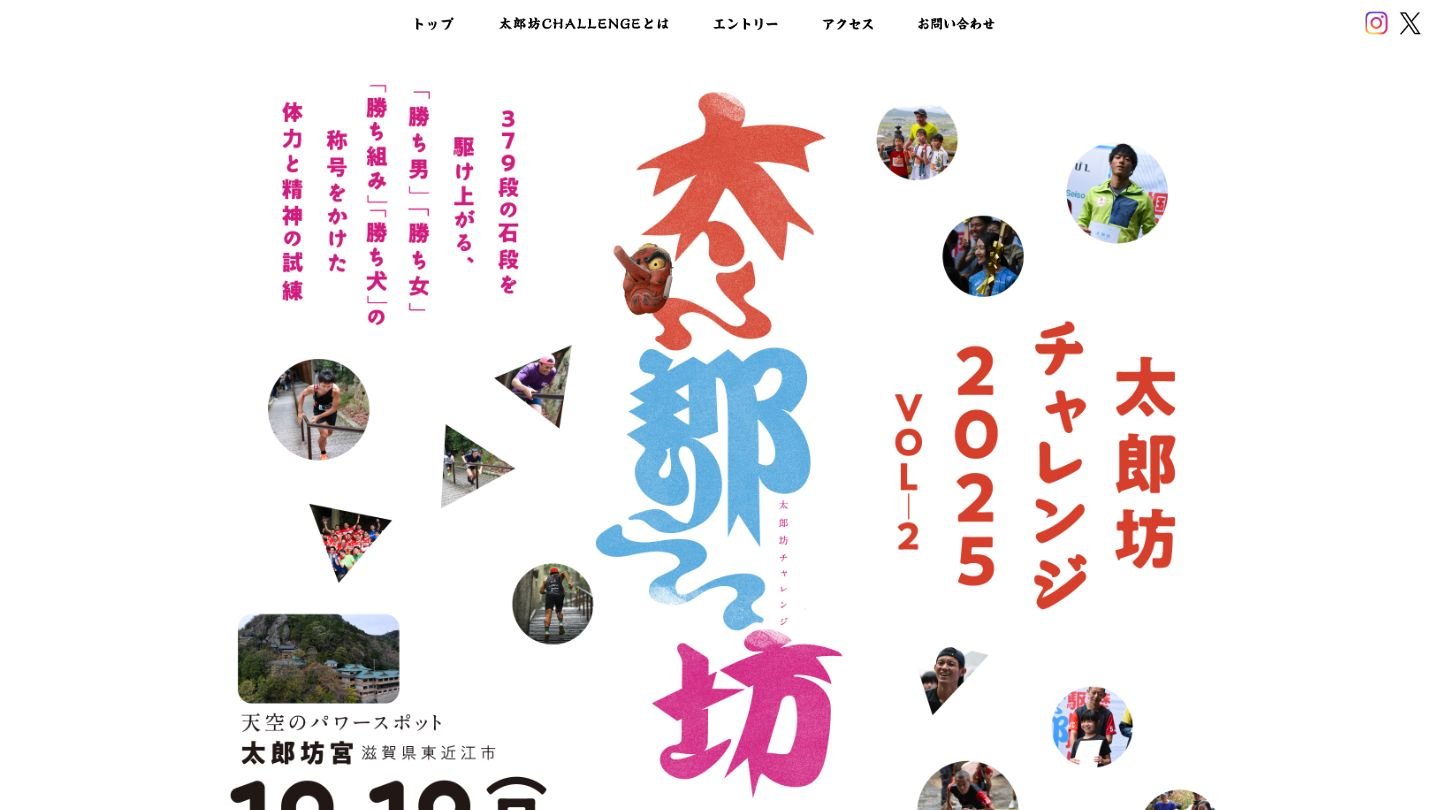 トップ
太郎坊CHALLENGEとは
エントリー
アクセス
お問い合わせ
太郎坊
チャレンジ
2025
VOL—2
太郎坊
太郎坊チャレンジ
379段の石段を
駆け上がる、
「勝ち男」「勝ち女」
「勝ち組み」「勝ち犬」の
称号をかけた
体力と精神の試練
天空のパワースポット
太郎坊宮 滋賀県東近江市